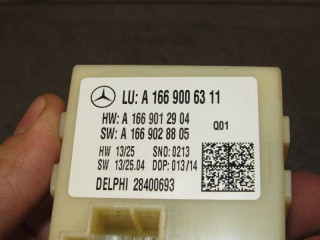 LU: A 166 900 63 11
HW: A 166 901 29 04
SW: A 166 902 88 05
Q01
HW 13/25 SNO: 0213
SW 13/25.04 DOP: 013/14
DELPHI 28400693